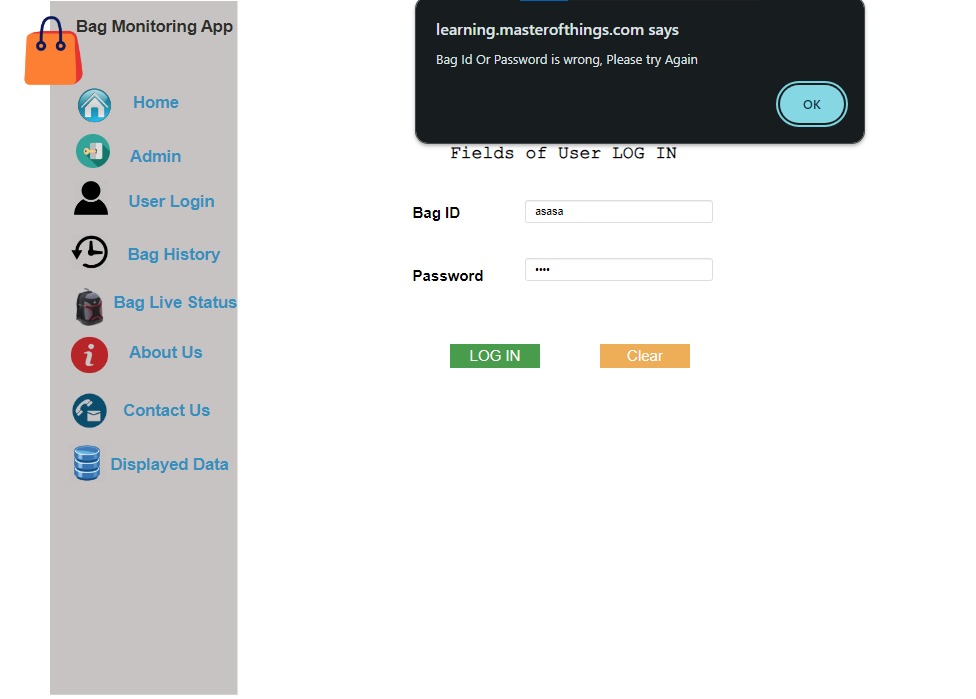 Bag Monitoring App
Home
Admin
User Login
Bag History
Bag Live Status
About Us
Contact Us
Displayed Data
learning.masterofthings.com says
Bag Id Or Password is wrong, Please try Again
OK
Fields of User LOG IN
Bag ID
asasa
Password
••••
LOG IN
Clear